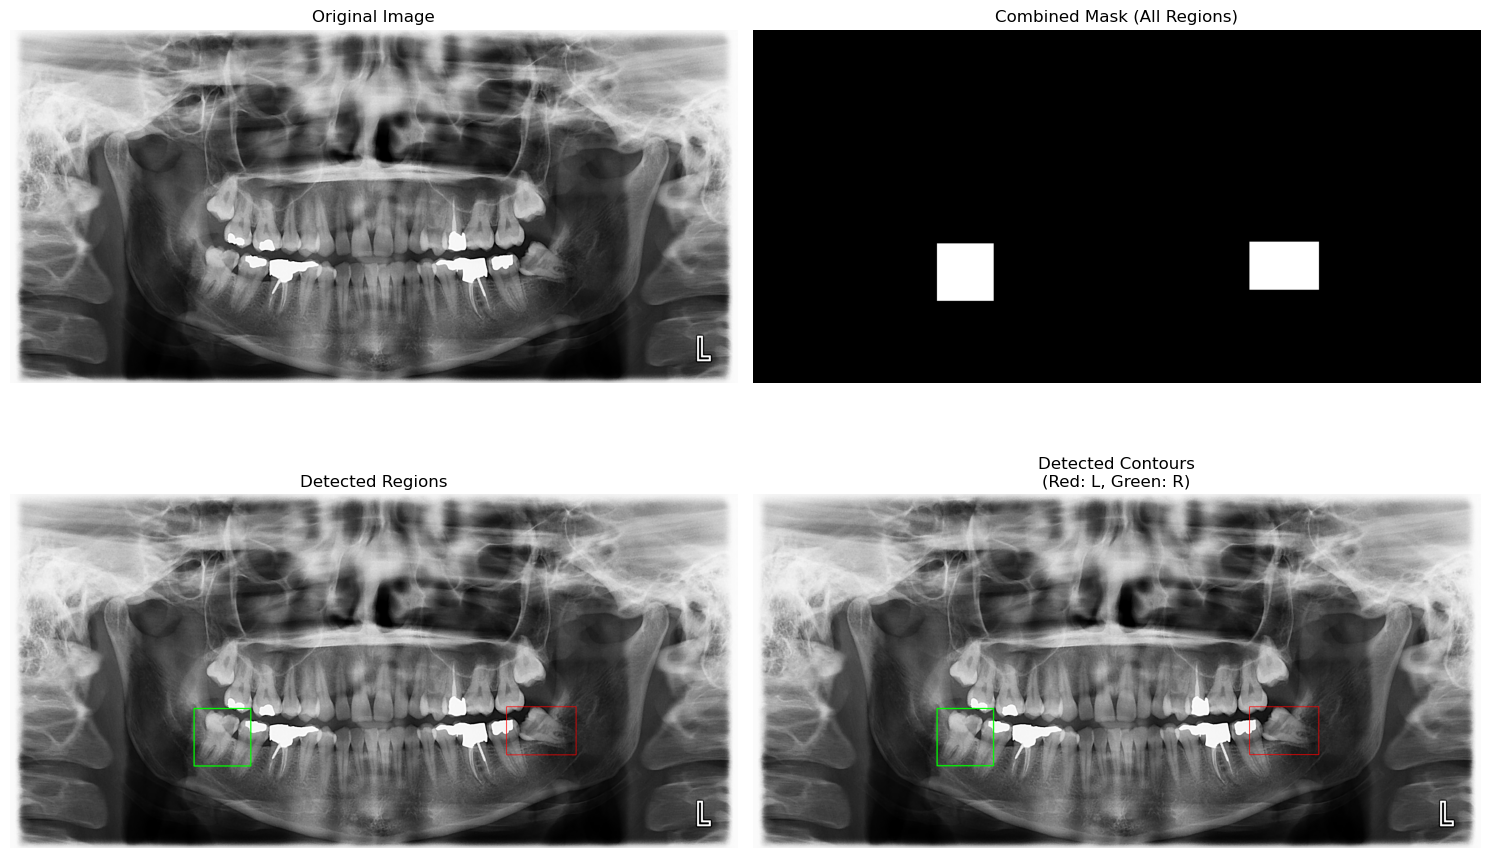 Original Image
Combined Mask (All Regions)
L
Detected Regions
Detected Contours
(Red: L, Green: R)
L
L